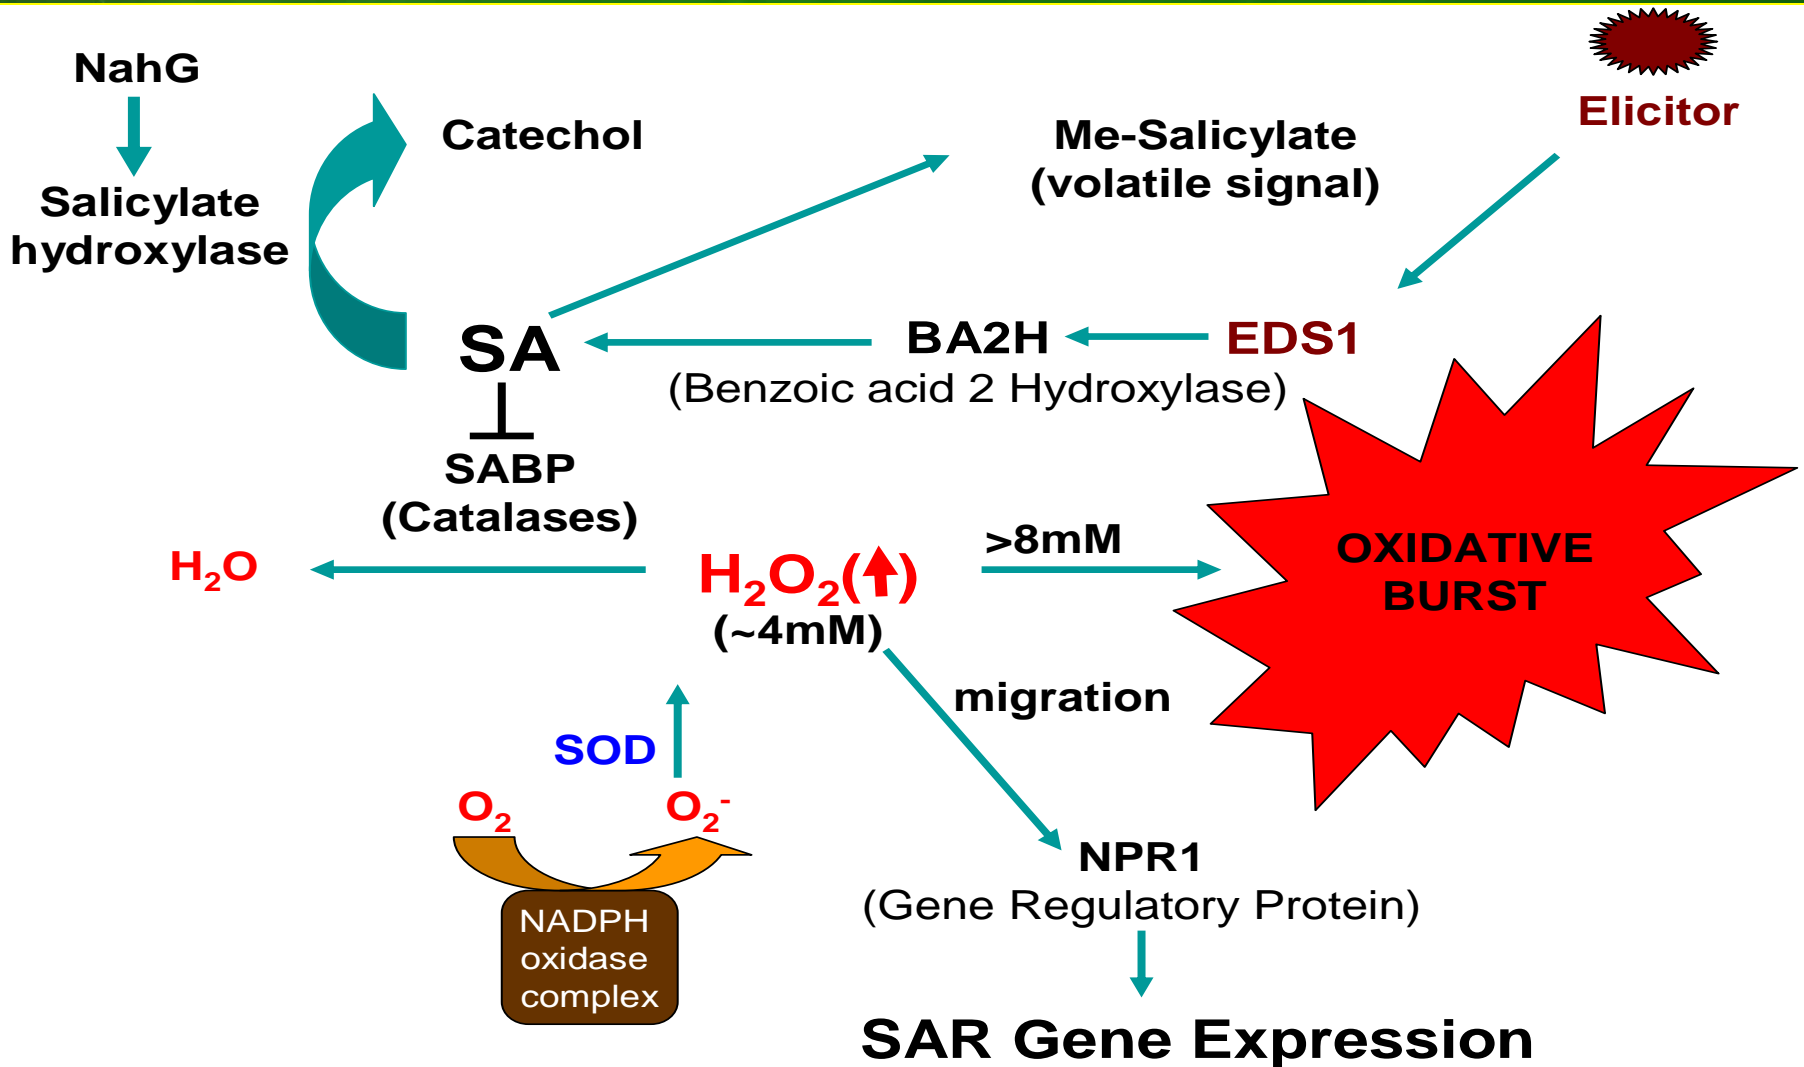 NahG
Elicitor
Catechol
Me-Salicylate
(volatile signal)
Salicylate
hydroxylase
SA
BA2H
EDS1
(Benzoic acid 2 Hydroxylase)
SABP
(Catalases)
>8mM
OXIDATIVE
BURST
H₂O
H₂O₂(↑)
(~4mM)
migration
SOD
O₂
O₂⁻
NADPH
oxidase
complex
NPR1
(Gene Regulatory Protein)
SAR Gene Expression